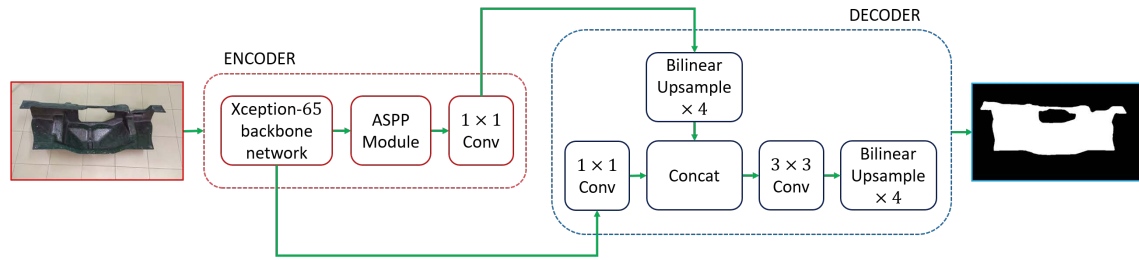 ENCODER
Xception-65
backbone
network
ASPP
Module
1 × 1
Conv
DECODER
Bilinear
Upsample
× 4
1 × 1
Conv
Concat
3 × 3
Conv
Bilinear
Upsample
× 4